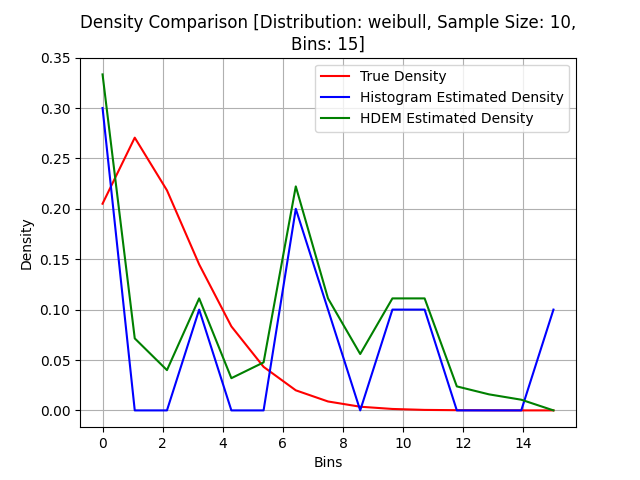 Density Comparison [Distribution: weibull, Sample Size: 10,
Bins: 15]
True Density
Histogram Estimated Density
HDEM Estimated Density
Density
0.35
0.30
0.25
0.20
0.15
0.10
0.05
0.00
0 2 4 6 8 10 12 14
Bins